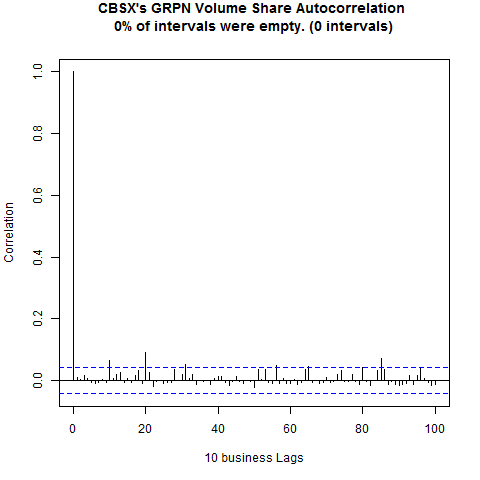 CBSX's GRPN Volume Share Autocorrelation
0% of intervals were empty. (0 intervals)
Correlation
1.0
0.8
0.6
0.4
0.2
0.0
0 20 40 60 80 100
10 business Lags